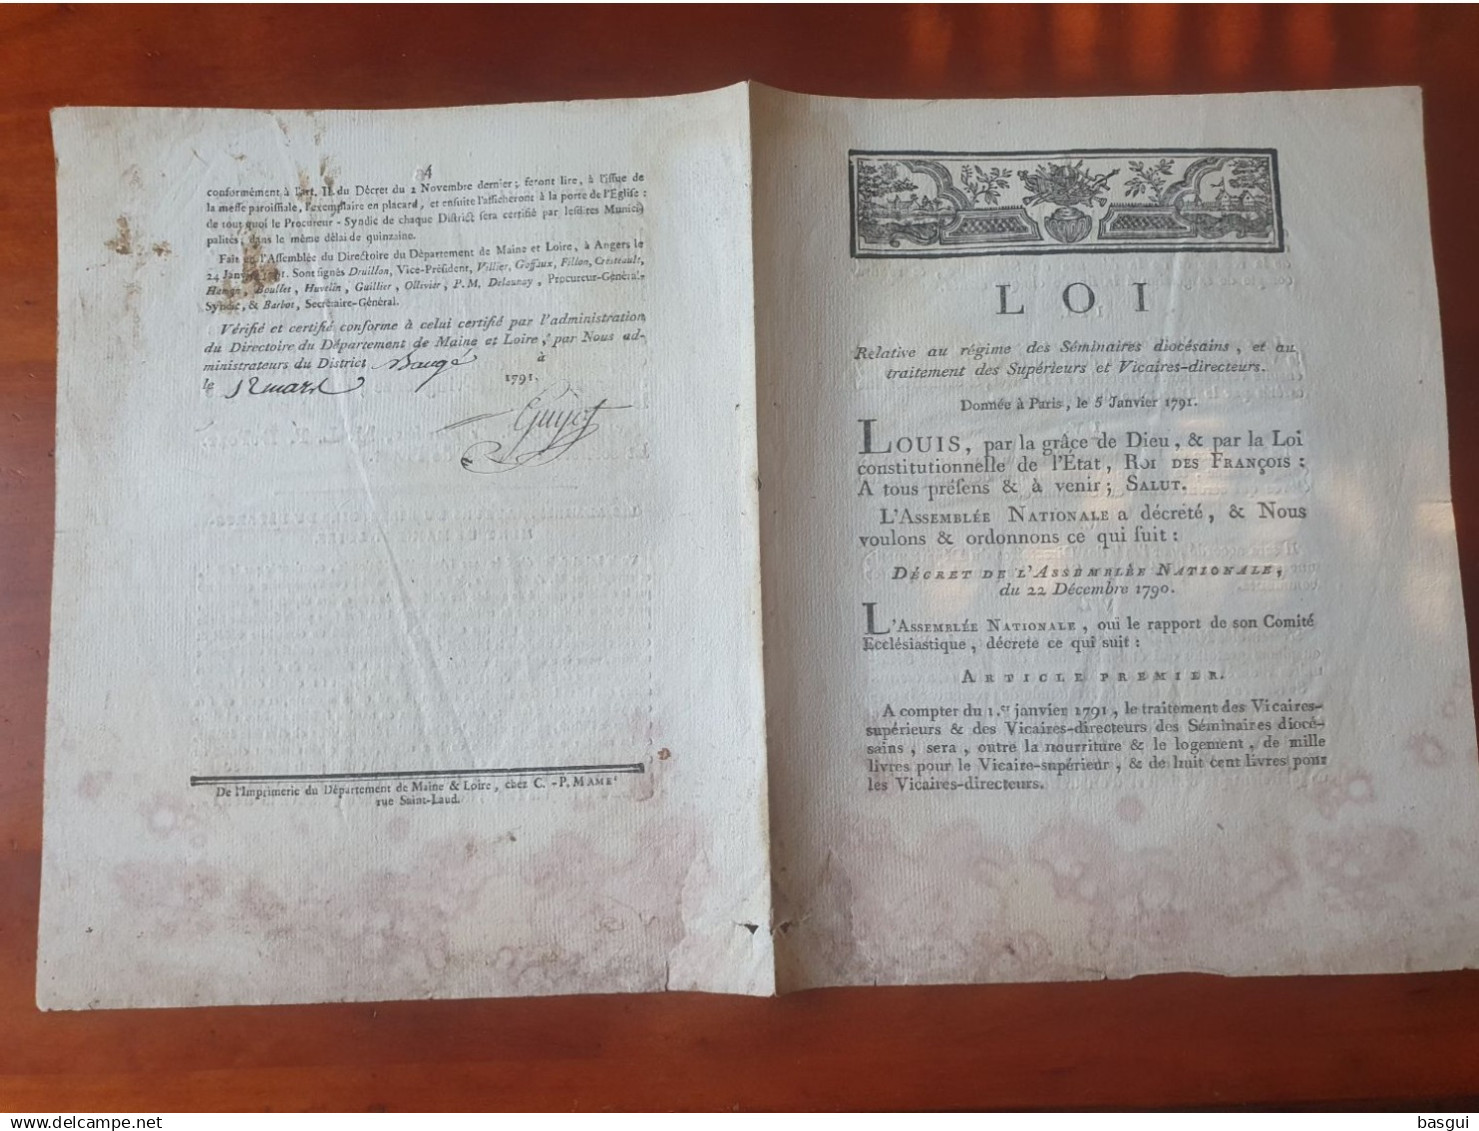 4
conformément à l'art. II du Décret du 2 Novembre dernier; feront lire, à l'issue de
la messe paroissiale, l'exemplaire en placard, et ensuite l'afficheront à la porte de l'Eglise:
de tout quoi le Procureur-Syndic de chaque District sera certifié par lesdites Munici-
palités, dans le même délai de quinzaine.
Fait en l'Assemblée du Directoire du Département de Maine et Loire, à Angers le
24 Janvier 1791. Sont signés Druillon, Vice-Président, Villier, Goffaux, Fillon, Cresteault,
Boullet, Huvelin, Guillier, Ollivier, P. M. Delaunay, Procureur-Général-
Syndic, & Barbot, Secrétaire-Général.
Vérifié et certifié conforme à celui certifié par l'administration
du Directoire du Département de Maine et Loire, par Nous ad-
ministrateurs du District Baugé à
le 12 mars 1791.
Guyot
De l'Imprimerie du Département de Maine & Loire, chez C.-P. MAME
rue Saint-Laud.
LOI
Relative au régime des Séminaires diocésains, et au
traitement des Supérieurs et Vicaires-directeurs.
Donnée à Paris, le 5 Janvier 1791.
LOUIS, par la grâce de Dieu, & par la Loi
constitutionnelle de l'État, ROI DES FRANÇOIS:
A tous présens & à venir; SALUT.
L'ASSEMBLÉE NATIONALE a décrété, & Nous
voulons & ordonnons ce qui suit:
DÉCRET DE L'ASSEMBLÉE NATIONALE,
du 22 Décembre 1790.
L'ASSEMBLÉE NATIONALE, oui le rapport de son Comité
Ecclésiastique, décrete ce qui suit:
ARTICLE PREMIER.
A compter du 1.er janvier 1791, le traitement des Vicaires-
supérieurs & des Vicaires-directeurs des Séminaires diocé-
sains, sera, outre la nourriture & le logement, de mille
livres pour le Vicaire-supérieur, & de huit cent livres pour
les Vicaires-directeurs.
delcampe.net
basgui